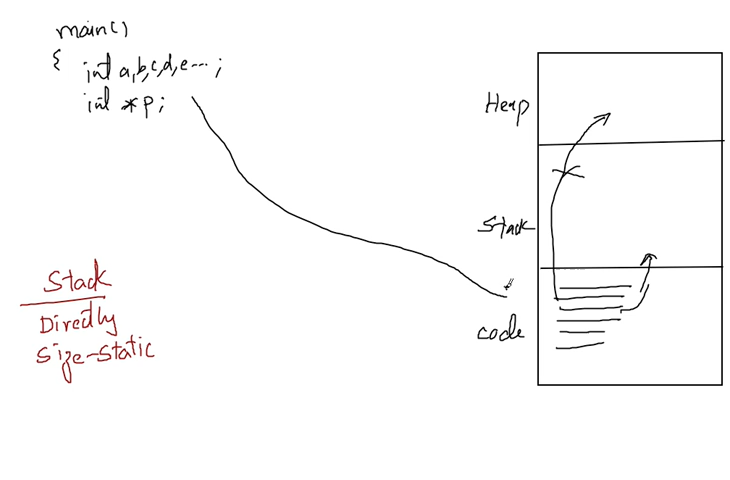 main()
{ int a,b,c,d,e...;
int *p;
Heap
Stack
code
Stack
Directly
Size-Static